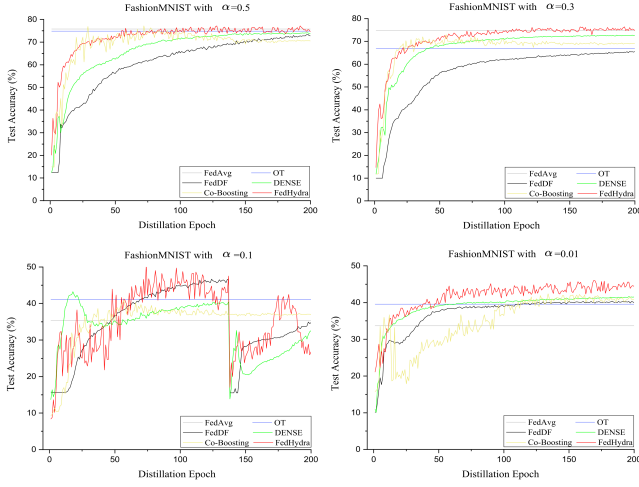 FashionMNIST with α=0.5
Test Accuracy (%)
80
70
60
50
40
30
20
10
0
FedAvg OT
FedDF DENSE
Co-Boosting FedHydra
0 50 100 150 200
Distillation Epoch
FashionMNIST with α=0.3
Test Accuracy (%)
80
70
60
50
40
30
20
10
0
FedAvg OT
FedDF DENSE
Co-Boosting FedHydra
0 50 100 150 200
Distillation Epoch
FashionMNIST with α=0.1
Test Accuracy (%)
50
40
30
20
10
0
FedAvg OT
FedDF DENSE
Co-Boosting FedHydra
0 50 100 150 200
Distillation Epoch
FashionMNIST with α=0.01
Test Accuracy (%)
50
40
30
20
10
0
FedAvg OT
FedDF DENSE
Co-Boosting FedHydra
0 50 100 150 200
Distillation Epoch